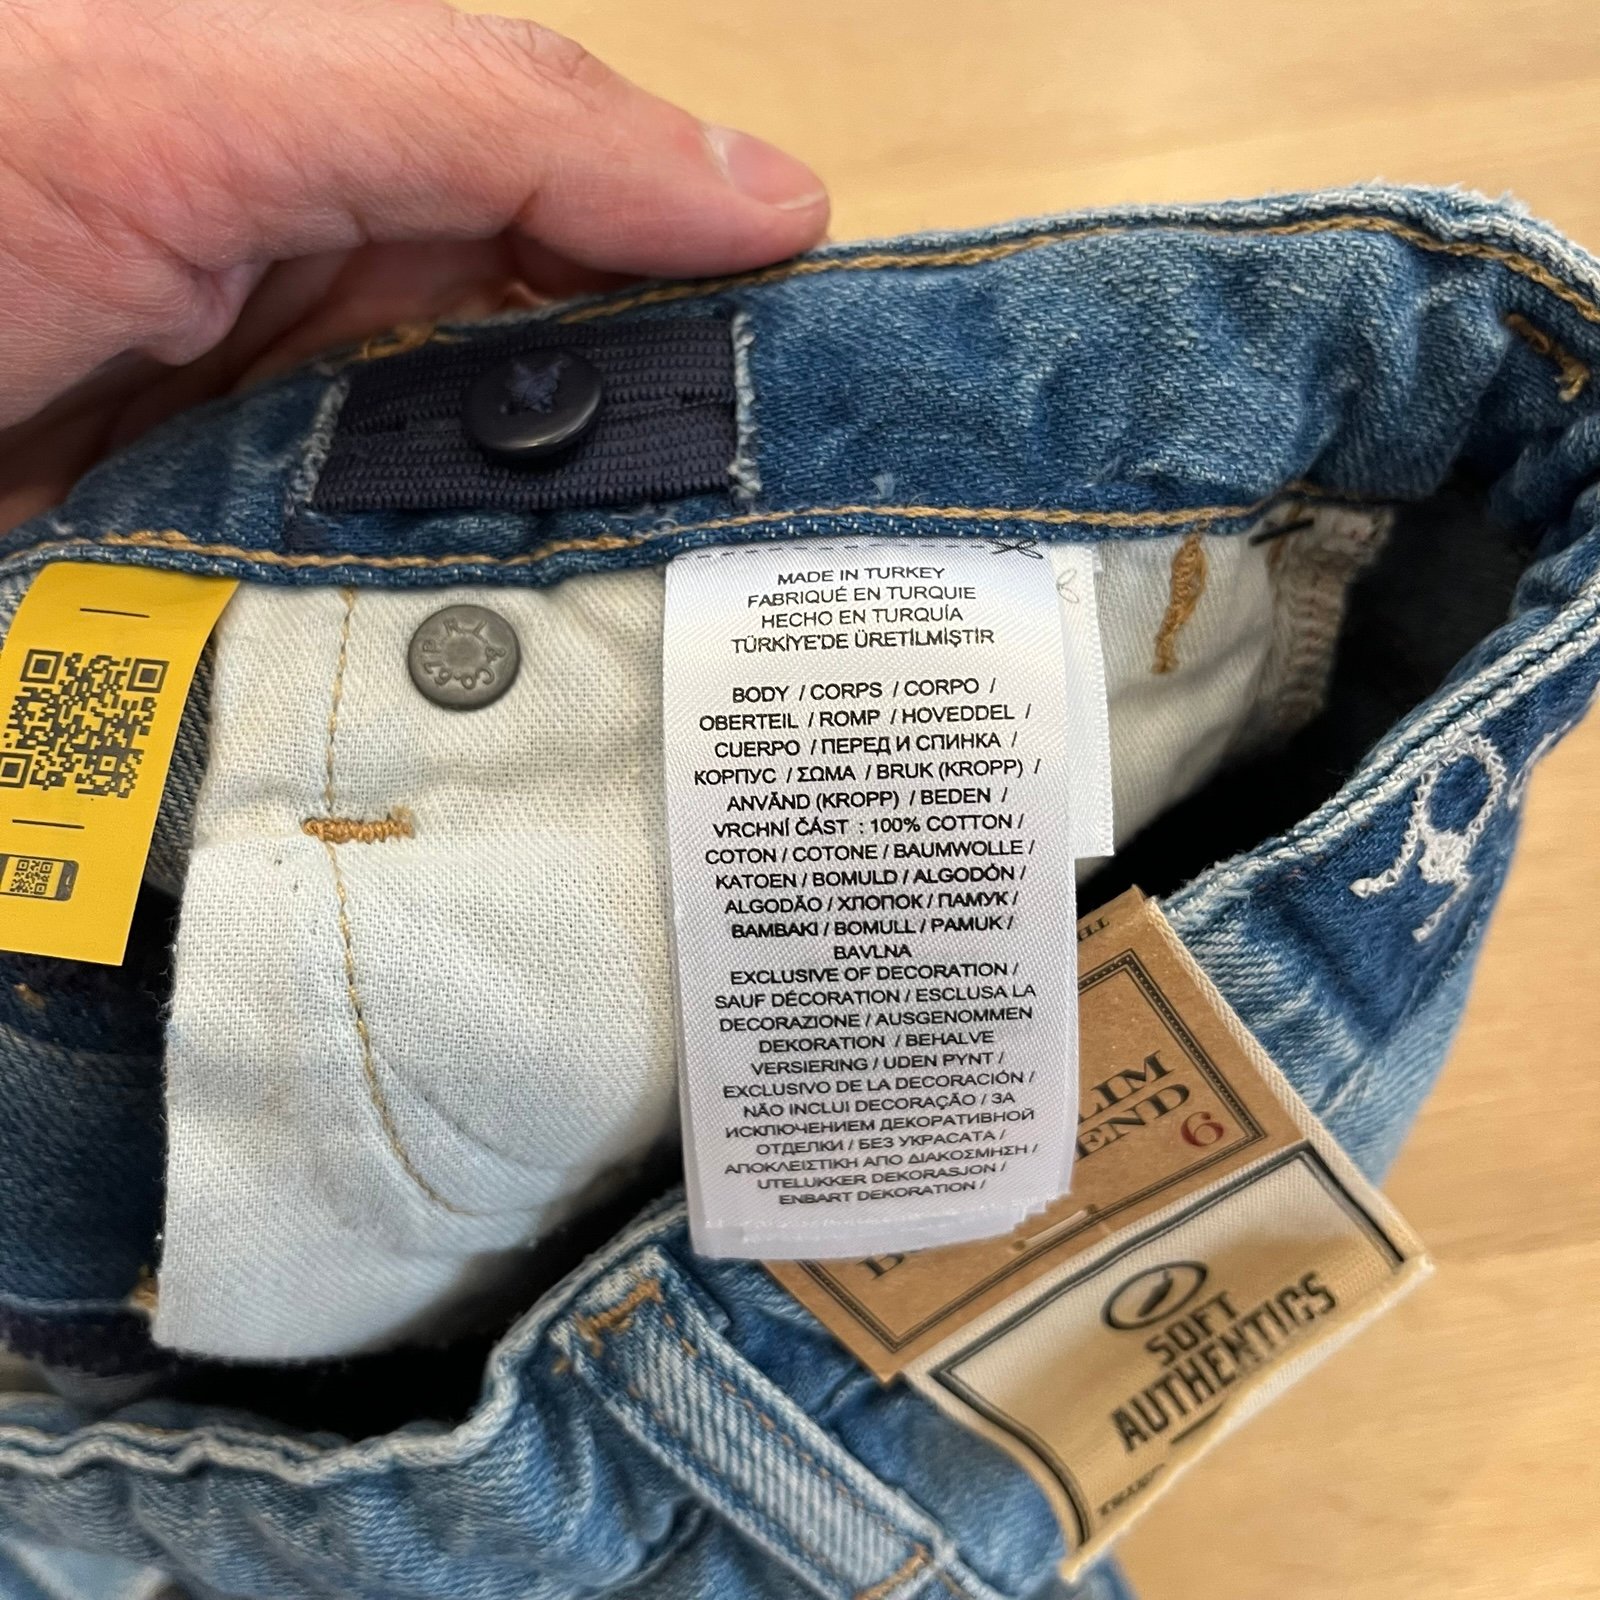 MADE IN TURKEY
FABRIQUÉ EN TURQUIE
HECHO EN TURQUÍA
TÜRKİYE'DE ÜRETİLMİŞTİR
BODY / CORPS / CORPO /
OBERTEIL / ROMP / HOVEDDEL /
CUERPO / ПЕРЕД И СПИНКА /
КОРПУС / ΣΩΜΑ / BRUK (KROPP) /
ANVÄND (KROPP) / BEDEN /
VRCHNÍ ČÁST : 100% COTTON /
COTON / COTONE / BAUMWOLLE /
KATOEN / BOMULD / ALGODÓN /
ALGODÃO / ХЛОПОК / ПАМУК /
BAMBAKI / BOMULL / PAMUK /
BAVLNA
EXCLUSIVE OF DECORATION /
SAUF DÉCORATION / ESCLUSA LA
DECORAZIONE / AUSGENOMMEN
DEKORATION / BEHALVE
VERSIERING / UDEN PYNT /
EXCLUSIVO DE LA DECORACIÓN /
NÃO INCLUI DECORAÇÃO / ЗА
ИСКЛЮЧЕНИЕМ ДЕКОРАТИВНОЙ
ОТДЕЛКИ / БЕЗ УКРАСАТА /
ΑΠΟΚΛΕΙΣΤΙΚΗ ΑΠΟ ΔΙΑΚΟΣΜΗΣΗ /
UTELUKKER DEKORASJON /
ENBART DEKORATION /
P.R.L. & CO. 67
LIM
END
6
SOFT
AUTHENTICS